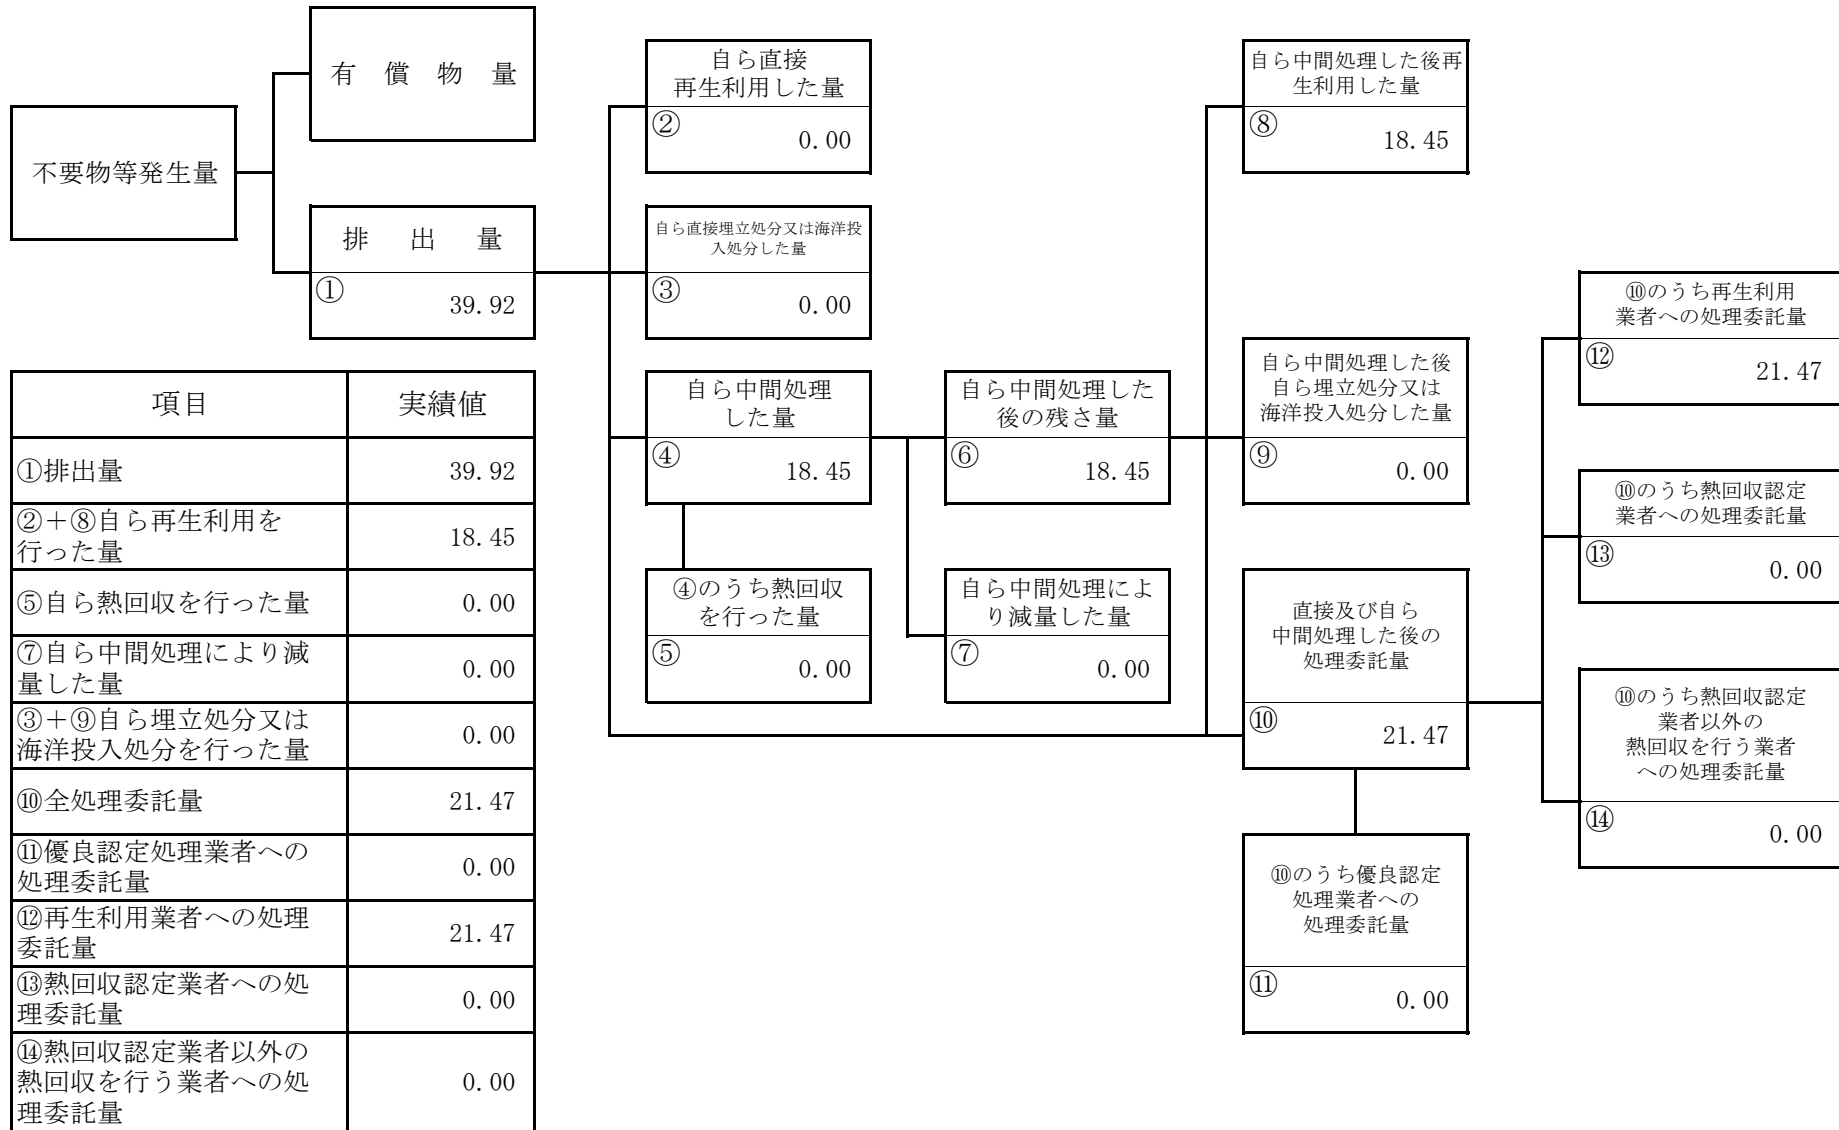 有償物量
不要物等発生量
排出量
①
39.92
自ら直接
再生利用した量
②
0.00
自ら直接埋立処分又は海洋投
入処分した量
③
0.00
自ら中間処理
した量
④
18.45
④のうち熱回収
を行った量
⑤
0.00
自ら中間処理した
後の残さ量
⑥
18.45
自ら中間処理によ
り減量した量
⑦
0.00
自ら中間処理した後再
生利用した量
⑧
18.45
自ら中間処理した後
自ら埋立処分又は
海洋投入処分した量
⑨
0.00
直接及び自ら
中間処理した後の
処理委託量
⑩
21.47
⑩のうち優良認定
処理業者への
処理委託量
⑪
0.00
⑩のうち再生利用
業者への処理委託量
⑫
21.47
⑩のうち熱回収認定
業者への処理委託量
⑬
0.00
⑩のうち熱回収認定
業者以外の
熱回収を行う業者
への処理委託量
⑭
0.00
項目 実績値
①排出量 39.92
②＋⑧自ら再生利用を
行った量 18.45
⑤自ら熱回収を行った量 0.00
⑦自ら中間処理により減
量した量 0.00
③＋⑨自ら埋立処分又は
海洋投入処分を行った量 0.00
⑩全処理委託量 21.47
⑪優良認定処理業者への
処理委託量 0.00
⑫再生利用業者への処理
委託量 21.47
⑬熱回収認定業者への処
理委託量 0.00
⑭熱回収認定業者以外の
熱回収を行う業者への処
理委託量 0.00